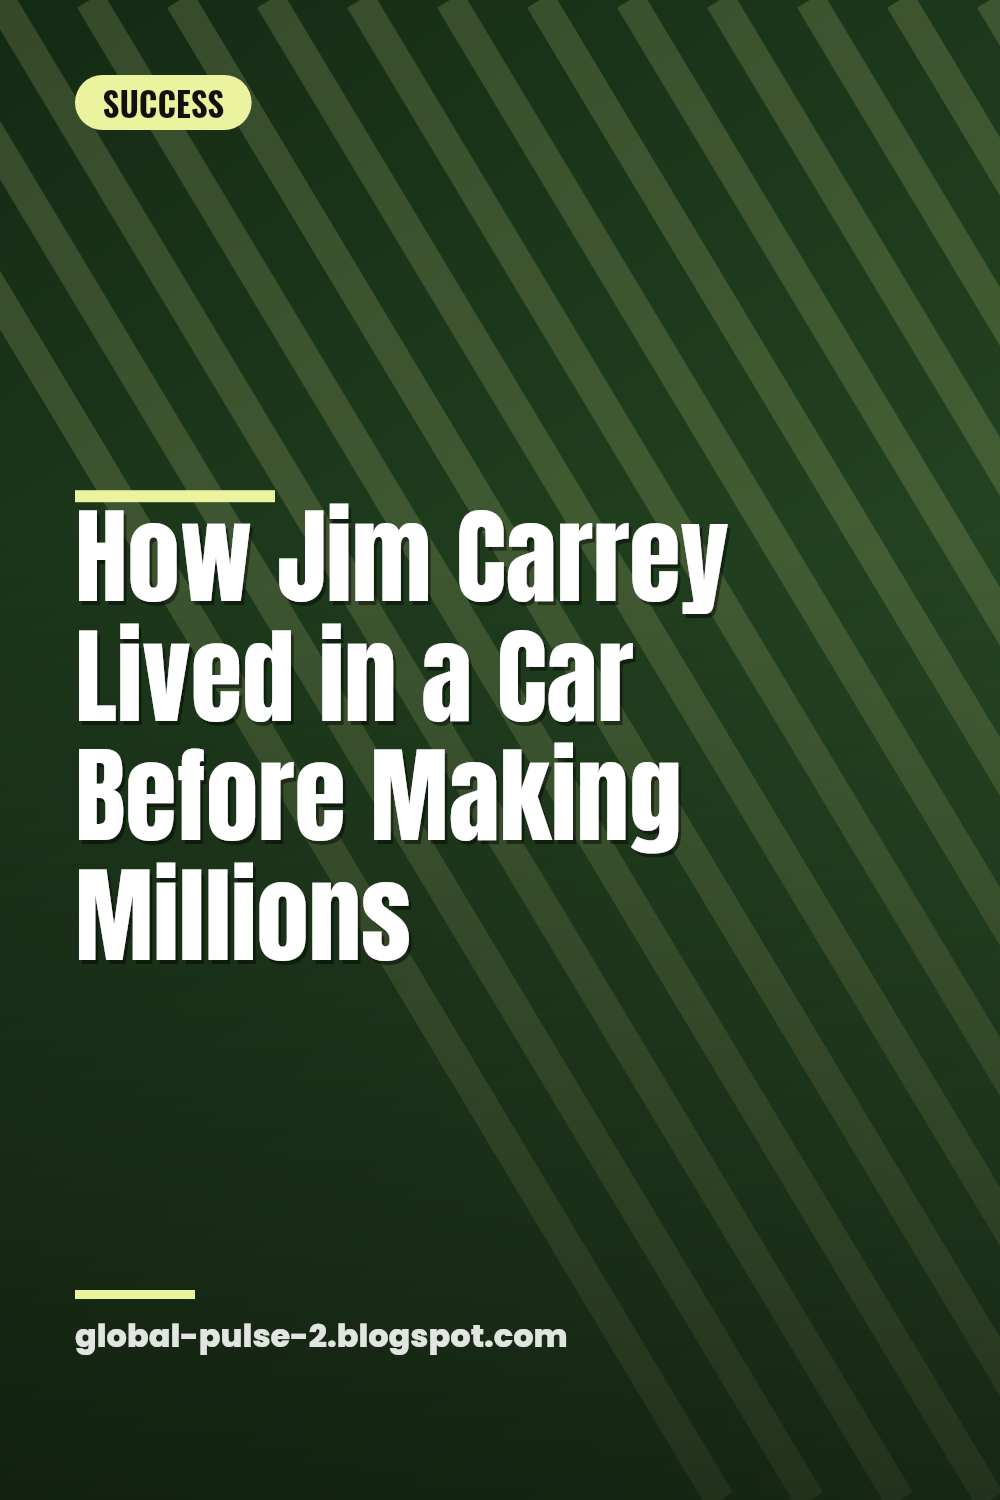 SUCCESS
How Jim Carrey
Lived in a Car
Before Making
Millions
global-pulse-2.blogspot.com